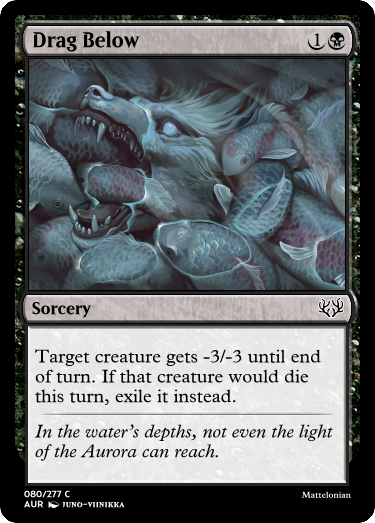 Drag Below 1
Sorcery
Target creature gets -3/-3 until end
of turn. If that creature would die
this turn, exile it instead.
In the water's depths, not even the light
of the Aurora can reach.
080/277 C
AUR JUNO-VIINIKKA
Mattelonian